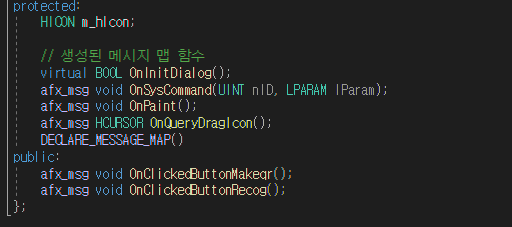 protected:
HICON m_hIcon;
// 생성된 메시지 맵 함수
virtual BOOL OnInitDialog();
afx_msg void OnSysCommand(UINT nID, LPARAM lParam);
afx_msg void OnPaint();
afx_msg HCURSOR OnQueryDragIcon();
DECLARE_MESSAGE_MAP()
public:
afx_msg void OnClickedButtonMakeqr();
afx_msg void OnClickedButtonRecog();
};